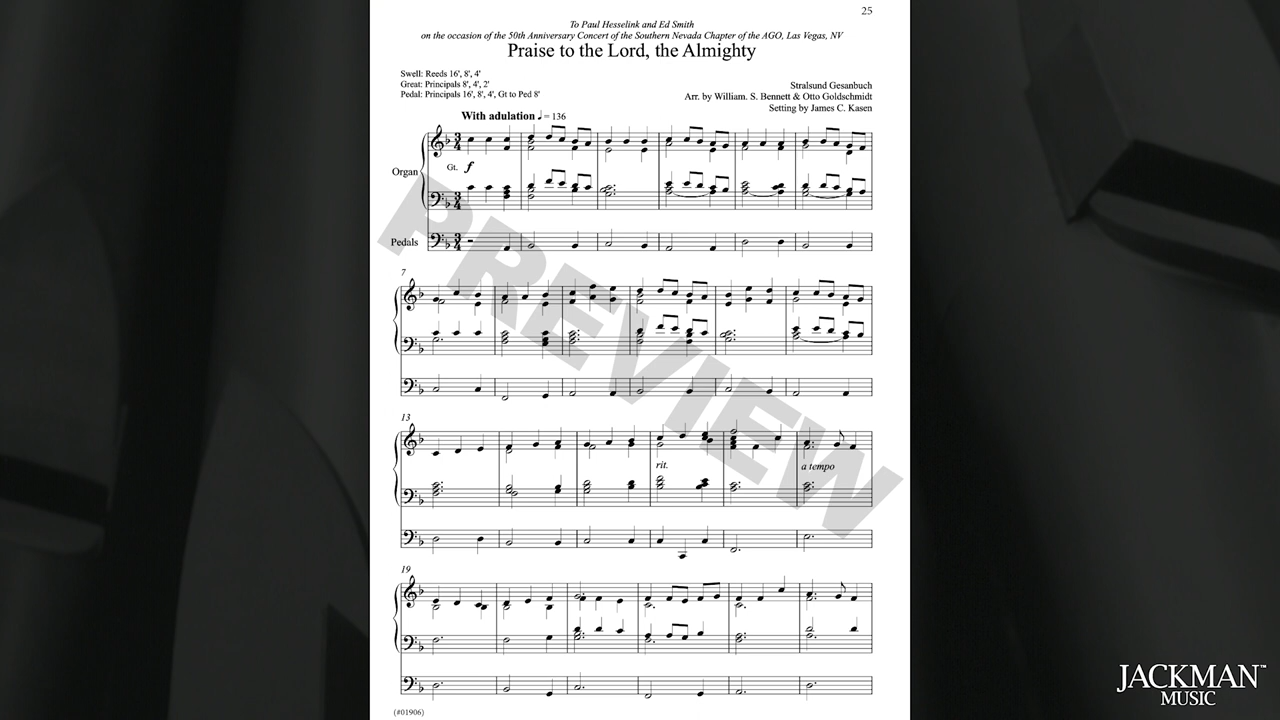 25
To Paul Hesselink and Ed Smith
on the occasion of the 50th Anniversary Concert of the Southern Nevada Chapter of the AGO, Las Vegas, NV
Praise to the Lord, the Almighty
Swell: Reeds 16', 8', 4'
Great: Principals 8', 4', 2'
Pedal: Principals 16', 8', 4', Gt to Ped 8'
Stralsund Gesanbuch
Arr. by William. S. Bennett & Otto Goldschmidt
Setting by James C. Kasen
With adulation ♩ = 136
Organ
Gt.
f
Pedals
PREVIEW
7
13
rit.
a tempo
19
(#01906)
JACKMAN™
MUSIC